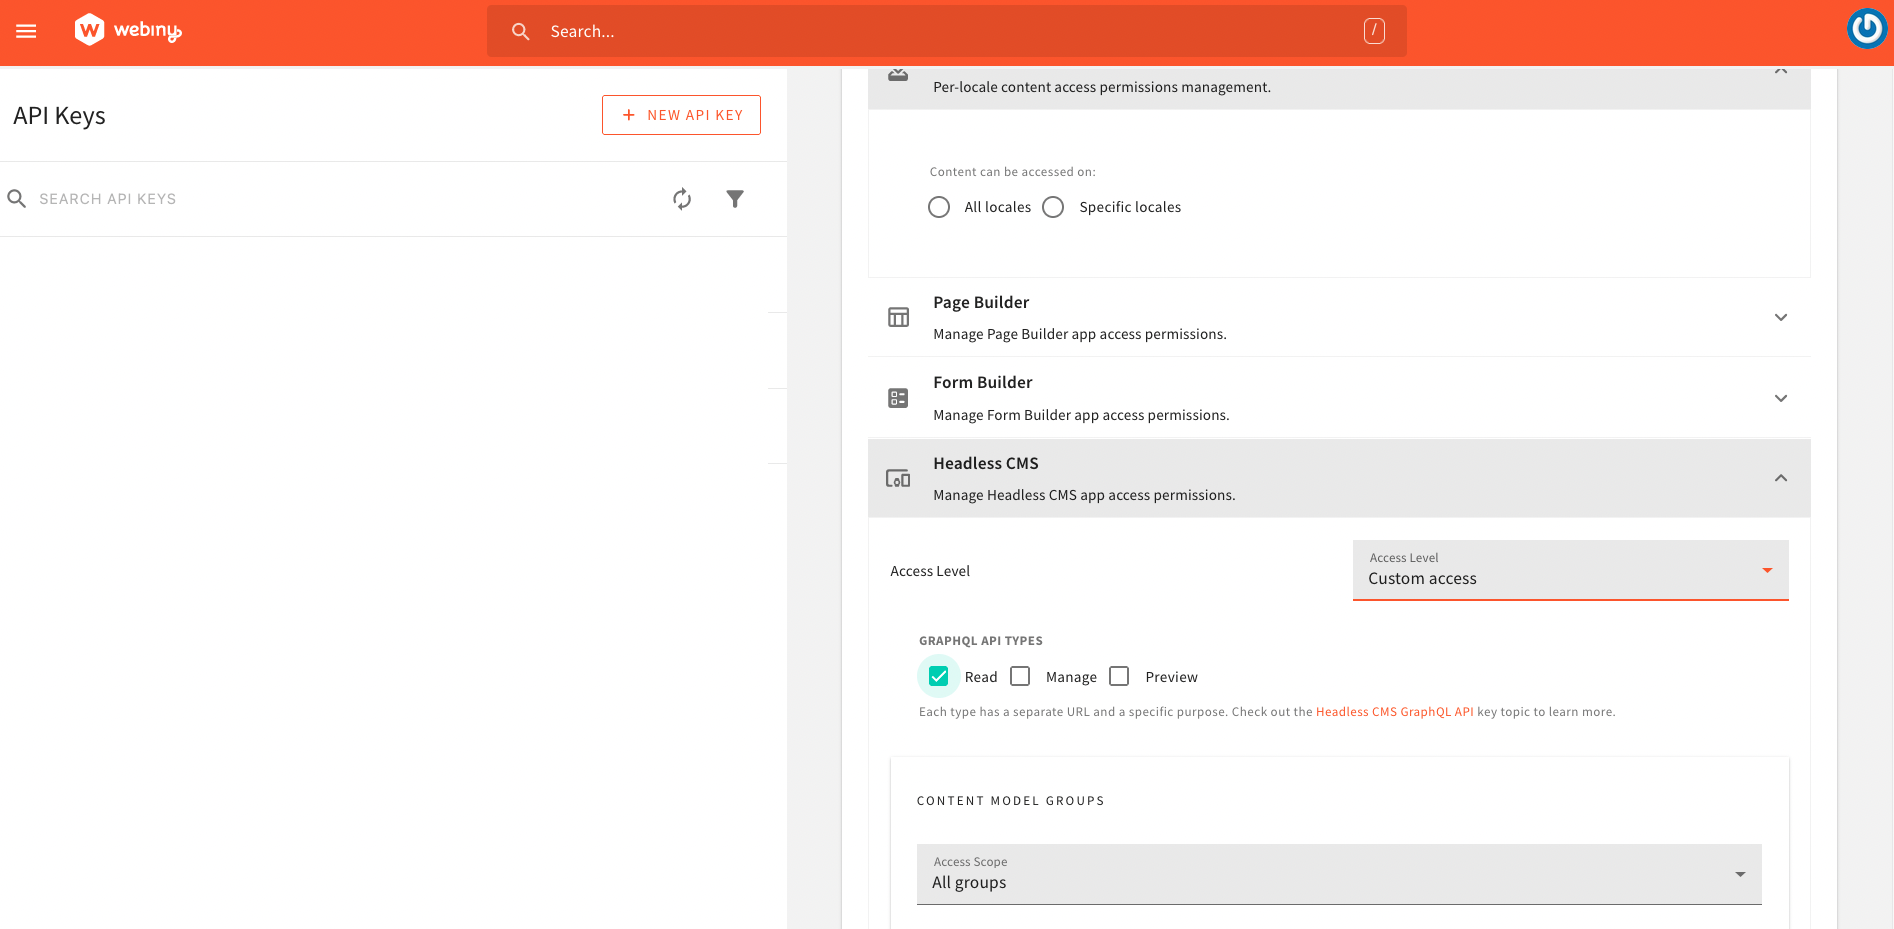 webiny
Search...
/
API Keys
+ NEW API KEY
SEARCH API KEYS
Per-locale content access permissions management.
Content can be accessed on:
All locales
Specific locales
Page Builder
Manage Page Builder app access permissions.
Form Builder
Manage Form Builder app access permissions.
Headless CMS
Manage Headless CMS app access permissions.
Access Level
Access Level
Custom access
GRAPHQL API TYPES
Read
Manage
Preview
Each type has a separate URL and a specific purpose. Check out the Headless CMS GraphQL API key topic to learn more.
CONTENT MODEL GROUPS
Access Scope
All groups